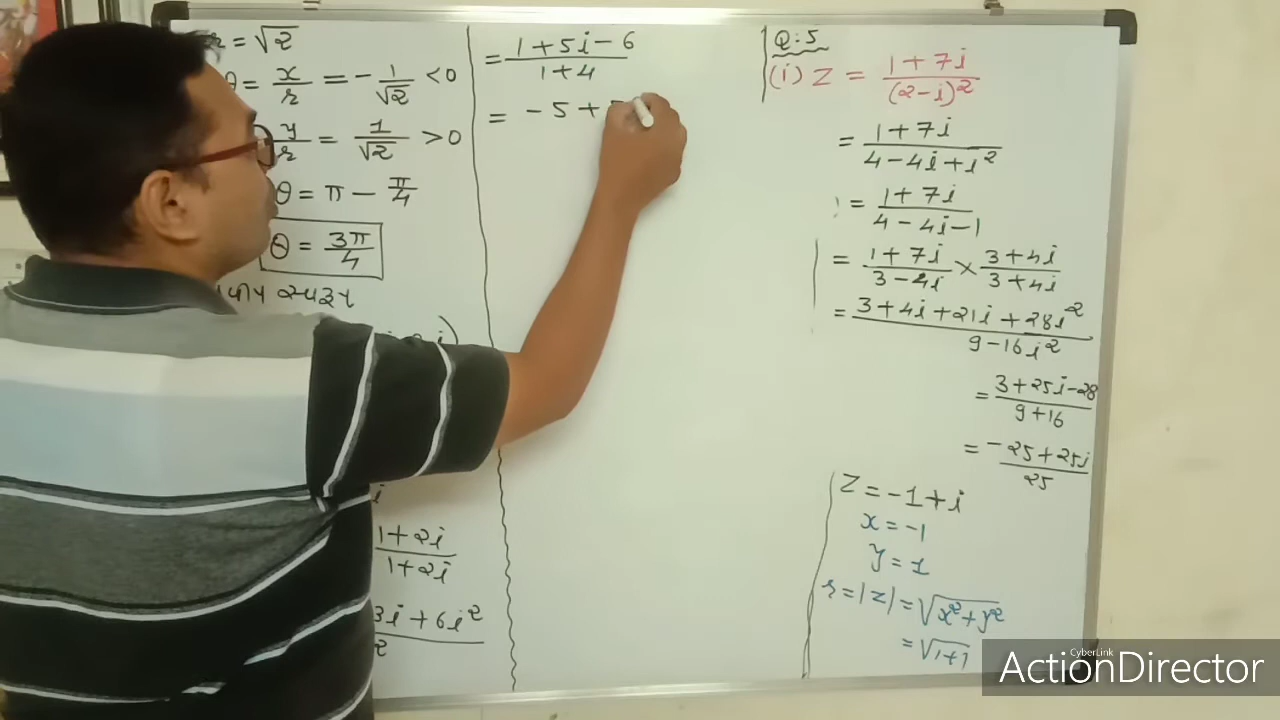 Q:5
(i) Z = 1+7i / (2-i)²
= 1+7i / 4-4i+i²
= 1+7i / 4-4i-1
= 1+7i / 3-4i × 3+4i / 3+4i
= 3+4i+21i+28i² / 9-16i²
= 3+25i-28 / 9+16
= -25+25i / 25
Z = -1+i
x = -1
y = 1
r = |z| = √x²+y²
= √1+1
r = √2
θ = x/r = -1/√2 < 0
y/r = 1/√2 > 0
θ = π - π/4
θ = 3π/4
1+2i / 1+2i
3i+6i²
= 1+5i-6 / 1+4
= -5+
CyberLink
ActionDirector